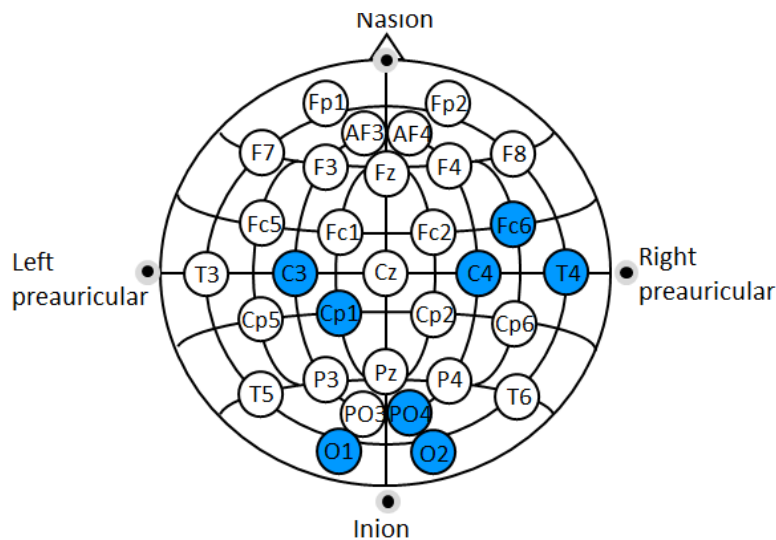 Nasion
Fp1 Fp2
AF3 AF4
F7 F3 Fz F4 F8
Fc5 Fc1 Fc2 Fc6
Left
preauricular
T3 C3 Cz C4 T4
Right
preauricular
Cp5 Cp1 Cp2 Cp6
T5 P3 Pz P4 T6
PO3 PO4
O1 O2
Inion